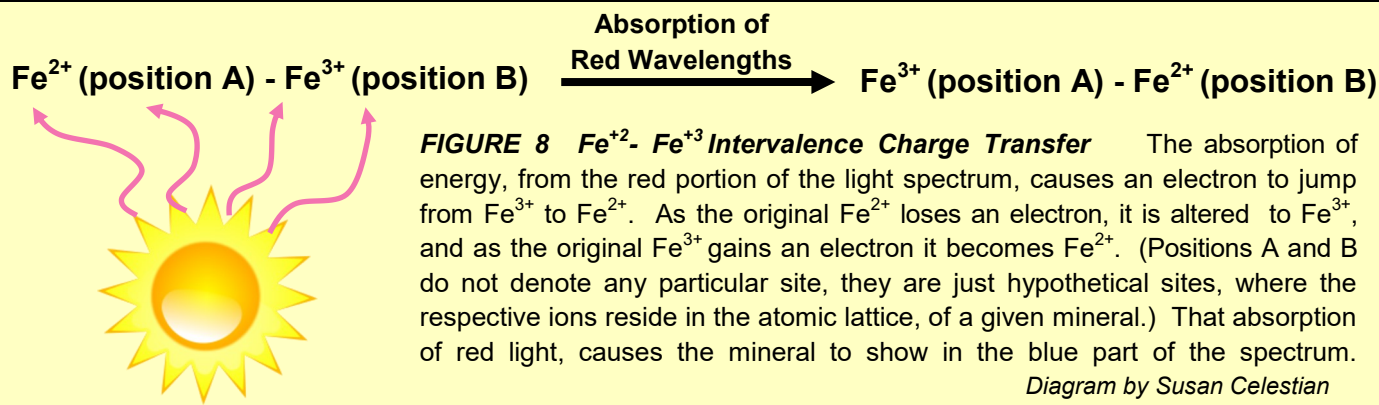 Absorption of
Red Wavelengths
Fe²⁺ (position A) - Fe³⁺ (position B)
Fe³⁺ (position A) - Fe²⁺ (position B)
FIGURE 8 Fe⁺²- Fe⁺³ Intervalence Charge Transfer The absorption of
energy, from the red portion of the light spectrum, causes an electron to jump
from Fe³⁺ to Fe²⁺. As the original Fe²⁺ loses an electron, it is altered to Fe³⁺,
and as the original Fe³⁺ gains an electron it becomes Fe²⁺. (Positions A and B
do not denote any particular site, they are just hypothetical sites, where the
respective ions reside in the atomic lattice, of a given mineral.) That absorption
of red light, causes the mineral to show in the blue part of the spectrum.
Diagram by Susan Celestian